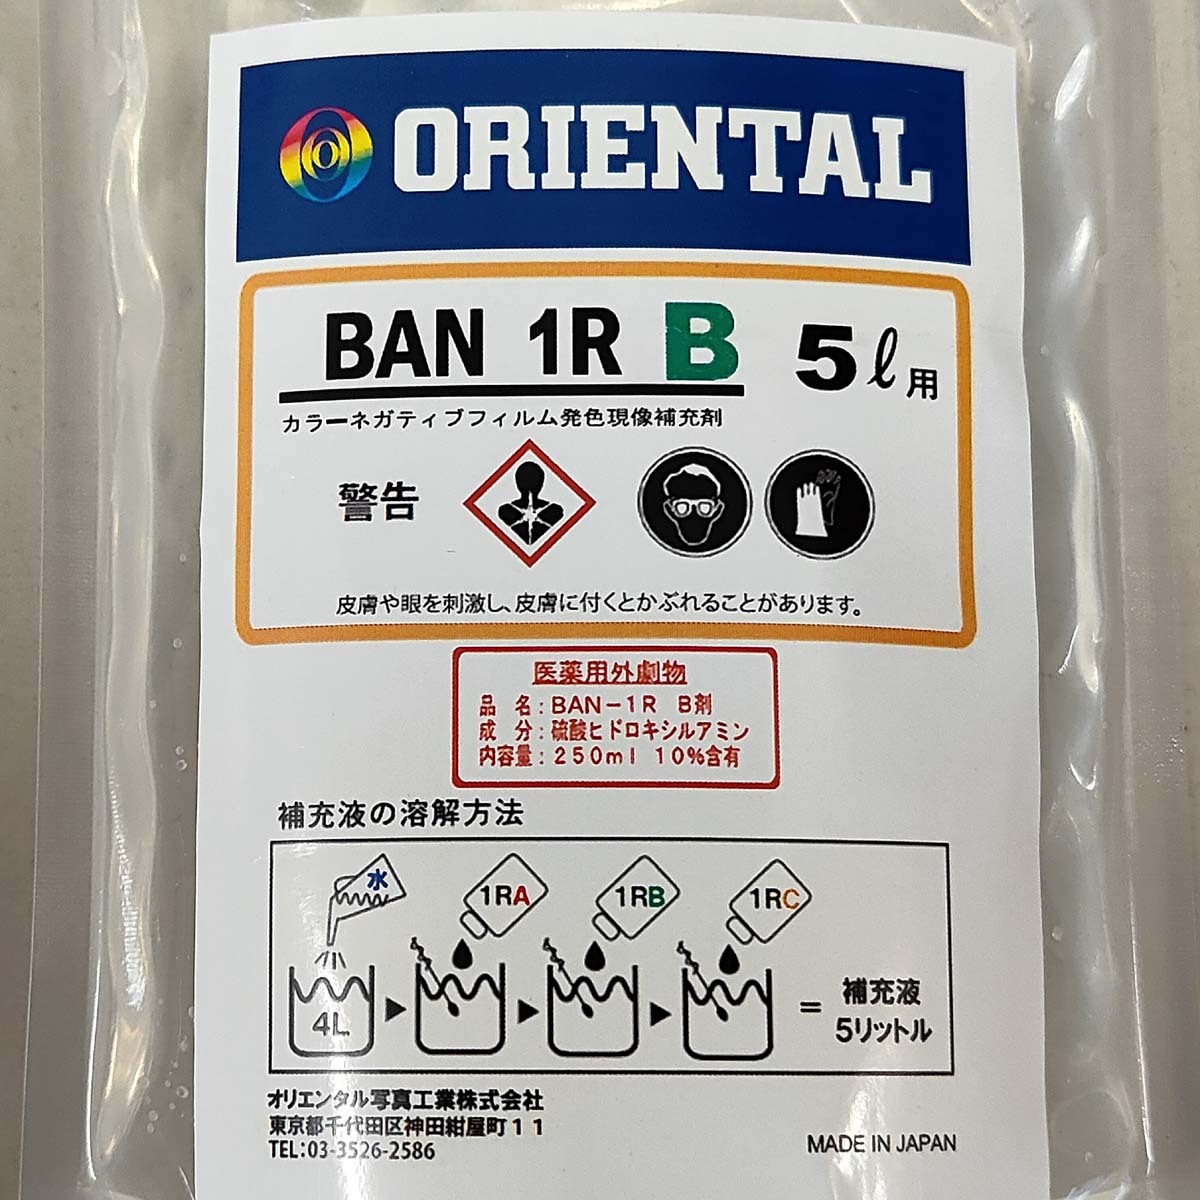 ORIENTAL
BAN 1R B 5ℓ用
カラーネガティブフィルム発色現像補充剤
警告
皮膚や眼を刺激し、皮膚に付くとかぶれることがあります。
医薬用外劇物
品 名：BAN-1R B剤
成 分：硫酸ヒドロキシルアミン
内容量：250ml 10%含有
補充液の溶解方法
水 1RA 1RB 1RC
4L = 補充液
5リットル
オリエンタル写真工業株式会社
東京都千代田区神田紺屋町11
TEL：03-3526-2586
MADE IN JAPAN